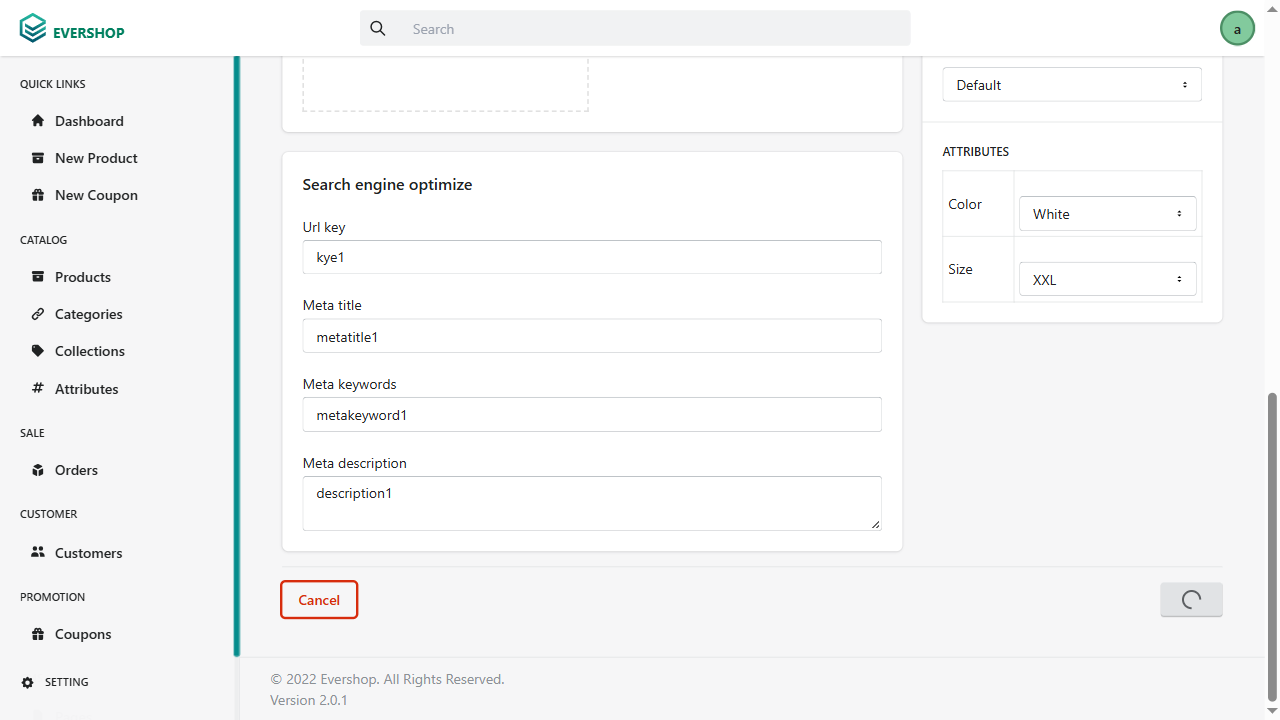 EVERSHOP
Search
a
QUICK LINKS
Dashboard
New Product
New Coupon
CATALOG
Products
Categories
Collections
Attributes
SALE
Orders
CUSTOMER
Customers
PROMOTION
Coupons
SETTING
Search engine optimize
Url key
kye1
Meta title
metatitle1
Meta keywords
metakeyword1
Meta description
description1
Cancel
Default
ATTRIBUTES
Color
White
Size
XXL
© 2022 Evershop. All Rights Reserved.
Version 2.0.1